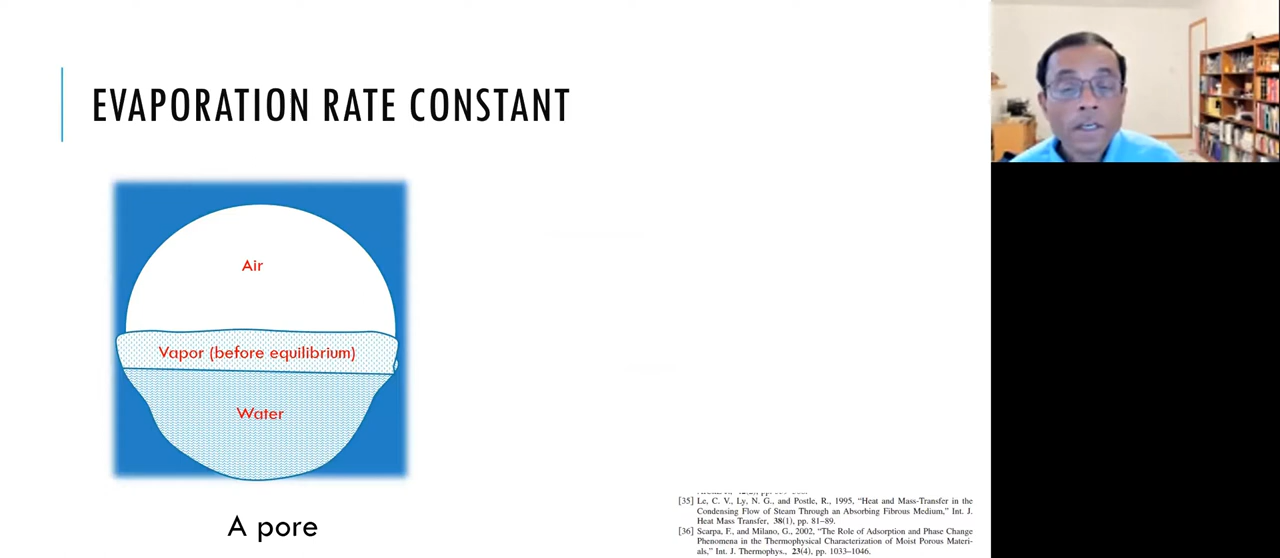 EVAPORATION RATE CONSTANT
Air
Vapor (before equilibrium)
Water
A pore
[35] Le, C. V., Ly, N. G., and Postle, R., 1995, “Heat and Mass-Transfer in the
Condensing Flow of Steam Through an Absorbing Fibrous Medium,” Int. J.
Heat Mass Transfer, 38(1), pp. 81–89.
[36] Scarpa, F., and Milano, G., 2002, “The Role of Adsorption and Phase Change
Phenomena in the Thermophysical Characterization of Moist Porous Materi-
als,” Int. J. Thermophys., 23(4), pp. 1033–1046.